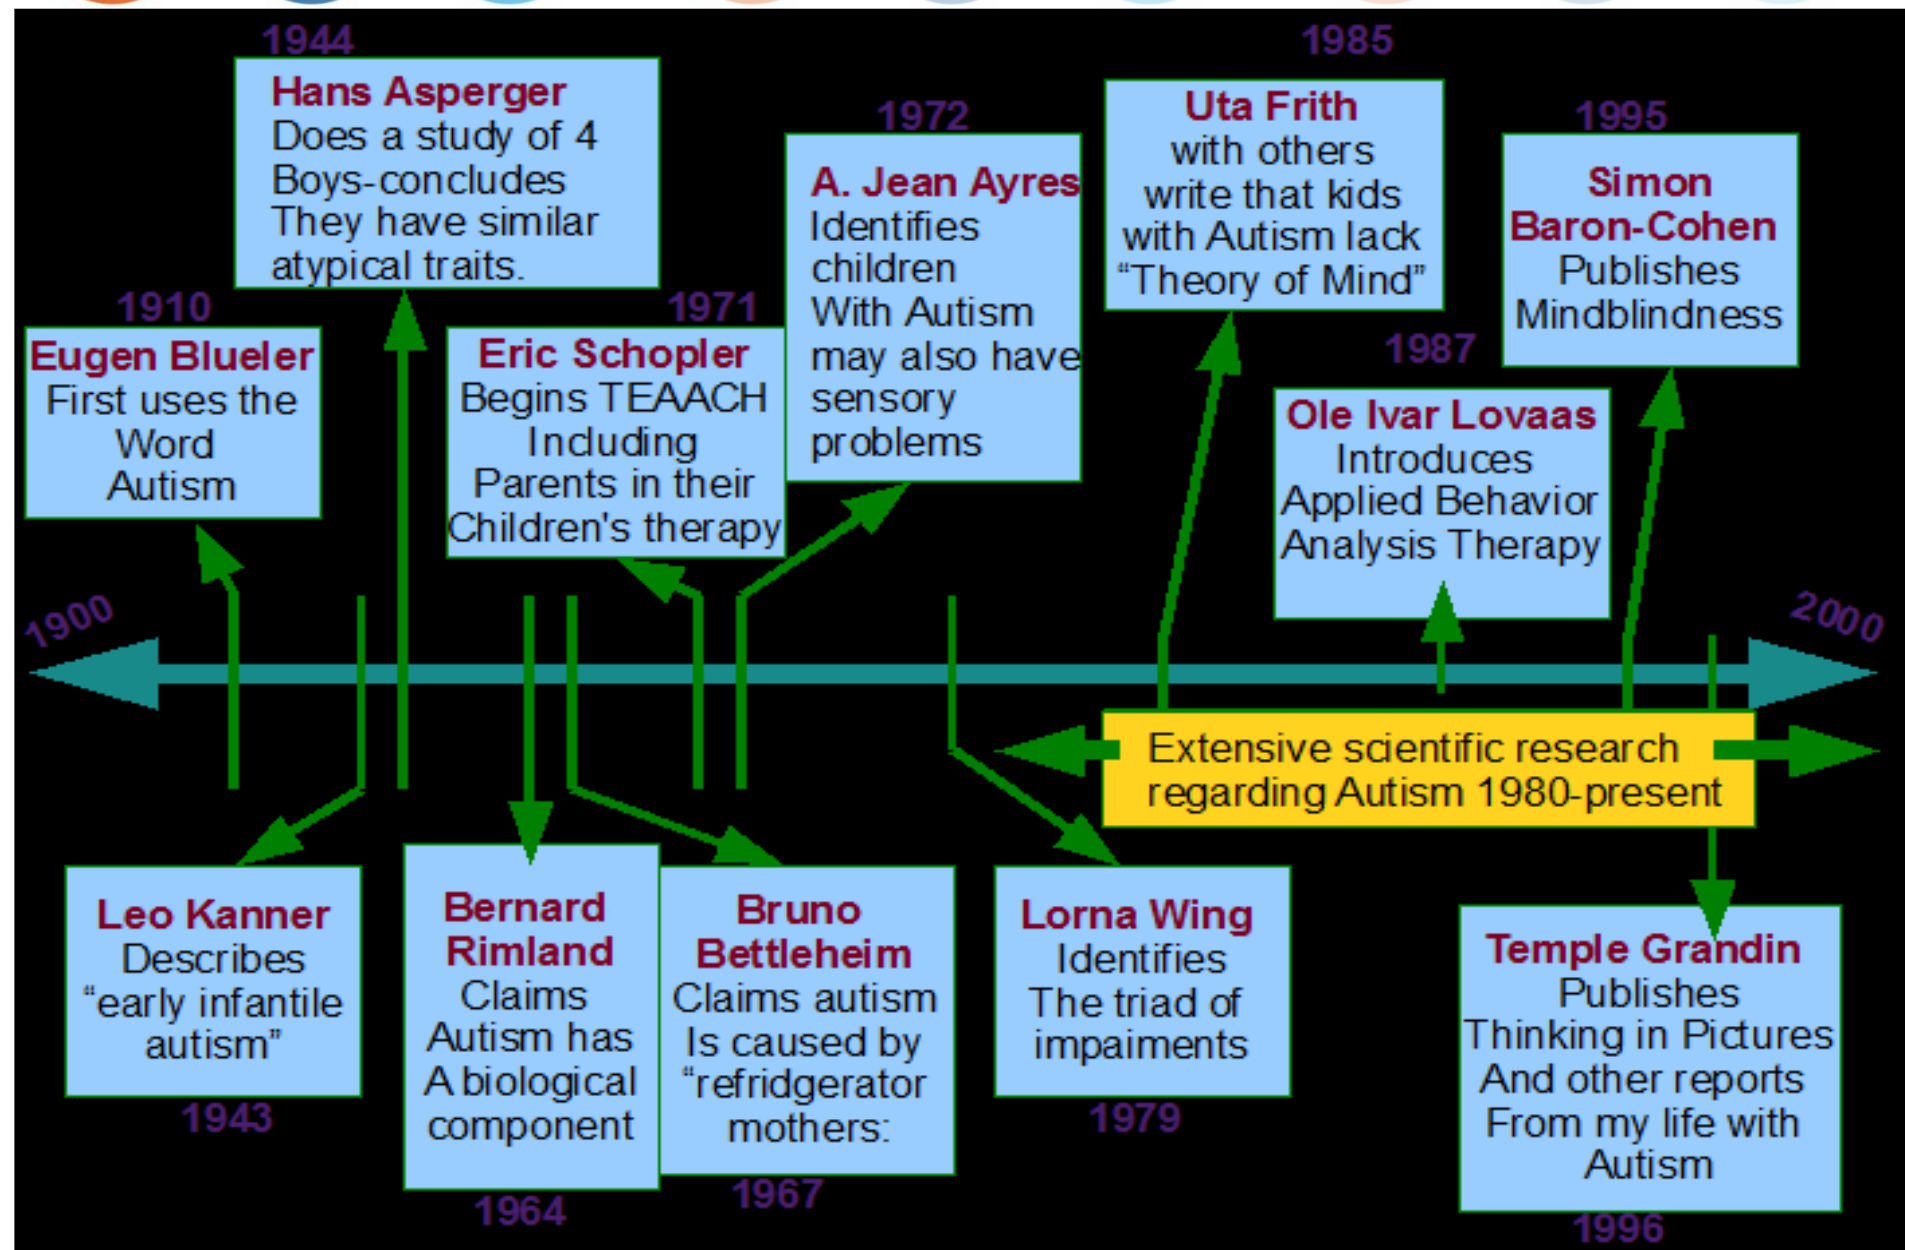 1944
Hans Asperger
Does a study of 4
Boys-concludes
They have similar
atypical traits.
1985
Uta Frith
with others
write that kids
with Autism lack
“Theory of Mind”
1972
A. Jean Ayres
Identifies
children
With Autism
may also have
sensory
problems
1995
Simon
Baron-Cohen
Publishes
Mindblindness
1910
Eugen Blueler
First uses the
Word
Autism
1971
Eric Schopler
Begins TEAACH
Including
Parents in their
Children's therapy
1987
Ole Ivar Lovaas
Introduces
Applied Behavior
Analysis Therapy
1900
2000
Extensive scientific research
regarding Autism 1980-present
Leo Kanner
Describes
“early infantile
autism”
1943
Bernard
Rimland
Claims
Autism has
A biological
component
1964
Bruno
Bettleheim
Claims autism
Is caused by
“refridgerator
mothers:
1967
Lorna Wing
Identifies
The triad of
impaiments
1979
Temple Grandin
Publishes
Thinking in Pictures
And other reports
From my life with
Autism
1996